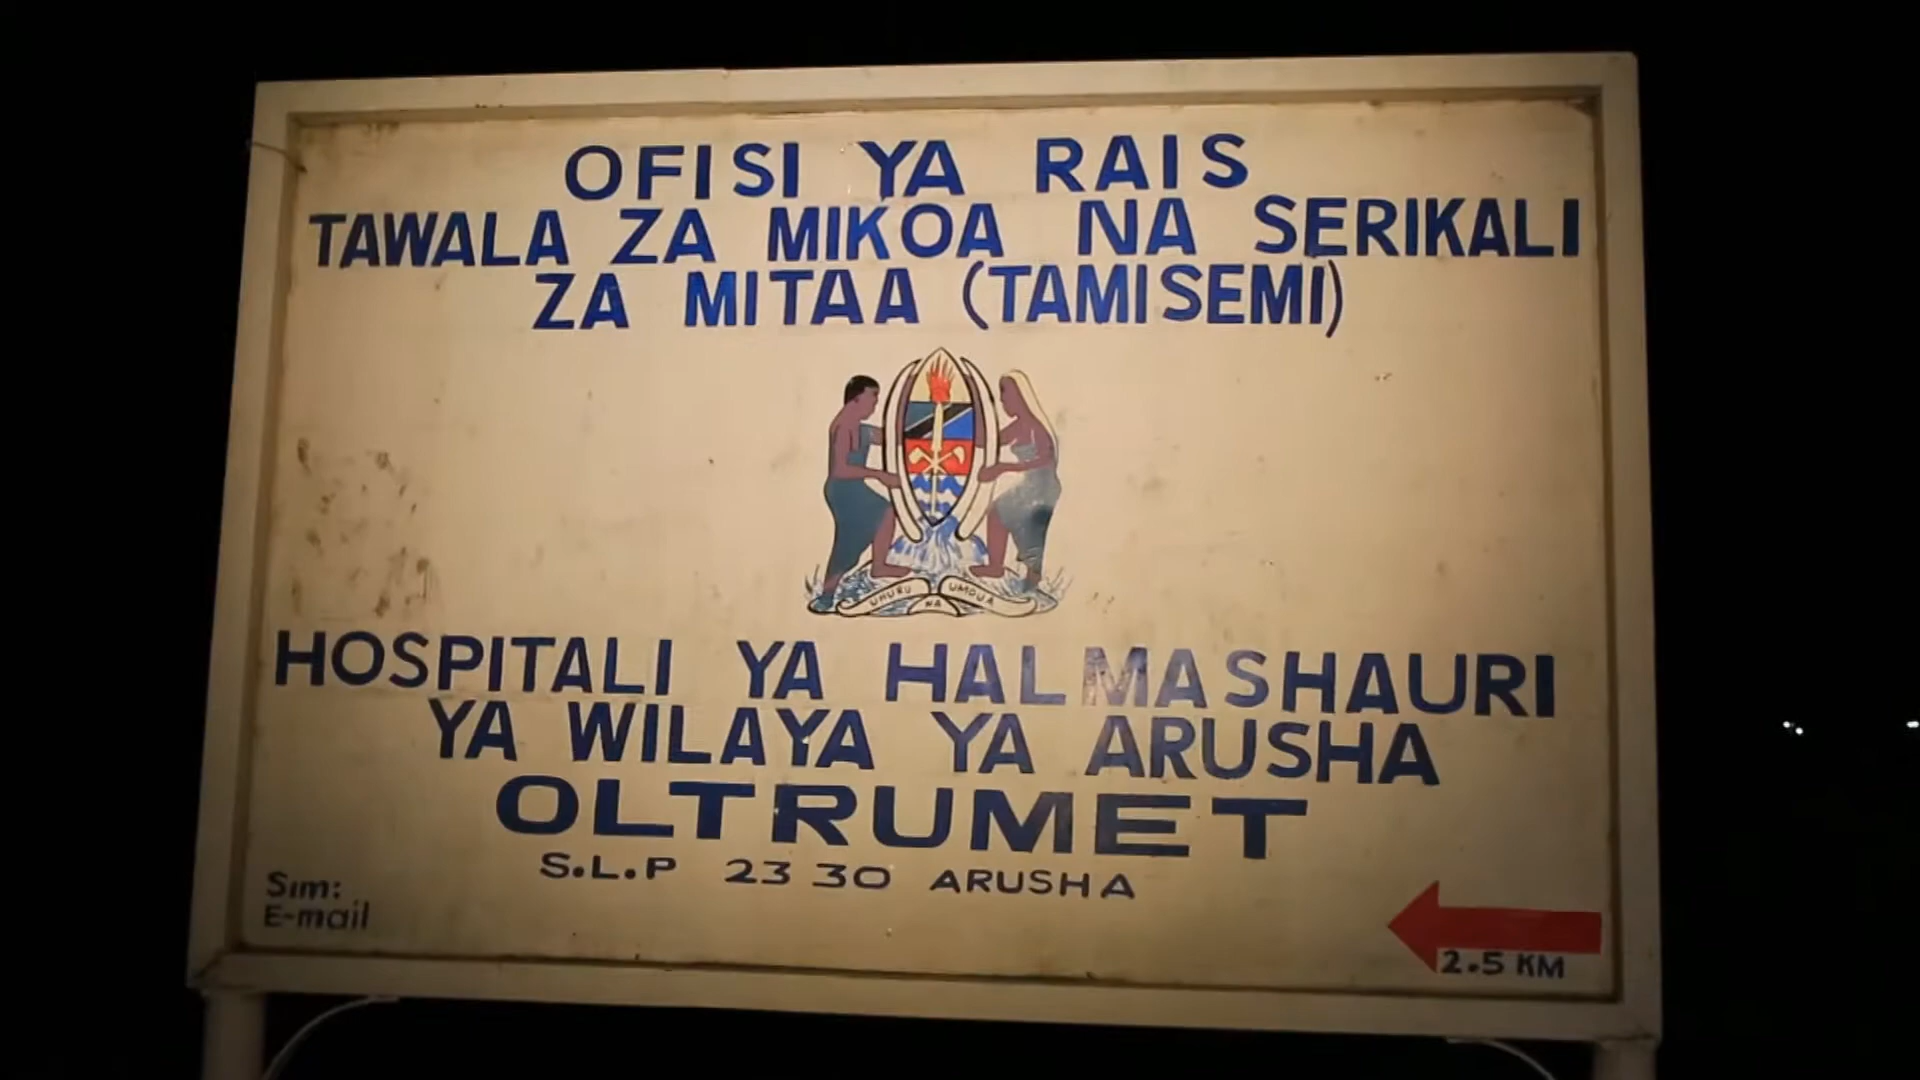 OFISI YA RAIS
TAWALA ZA MIKOA NA SERIKALI
ZA MITAA (TAMISEMI)
UHURU NA UMOJA
HOSPITALI YA HALMASHAURI
YA WILAYA YA ARUSHA
OLTRUMET
S.L.P 2330 ARUSHA
Sim:
E-mail
2.5 KM